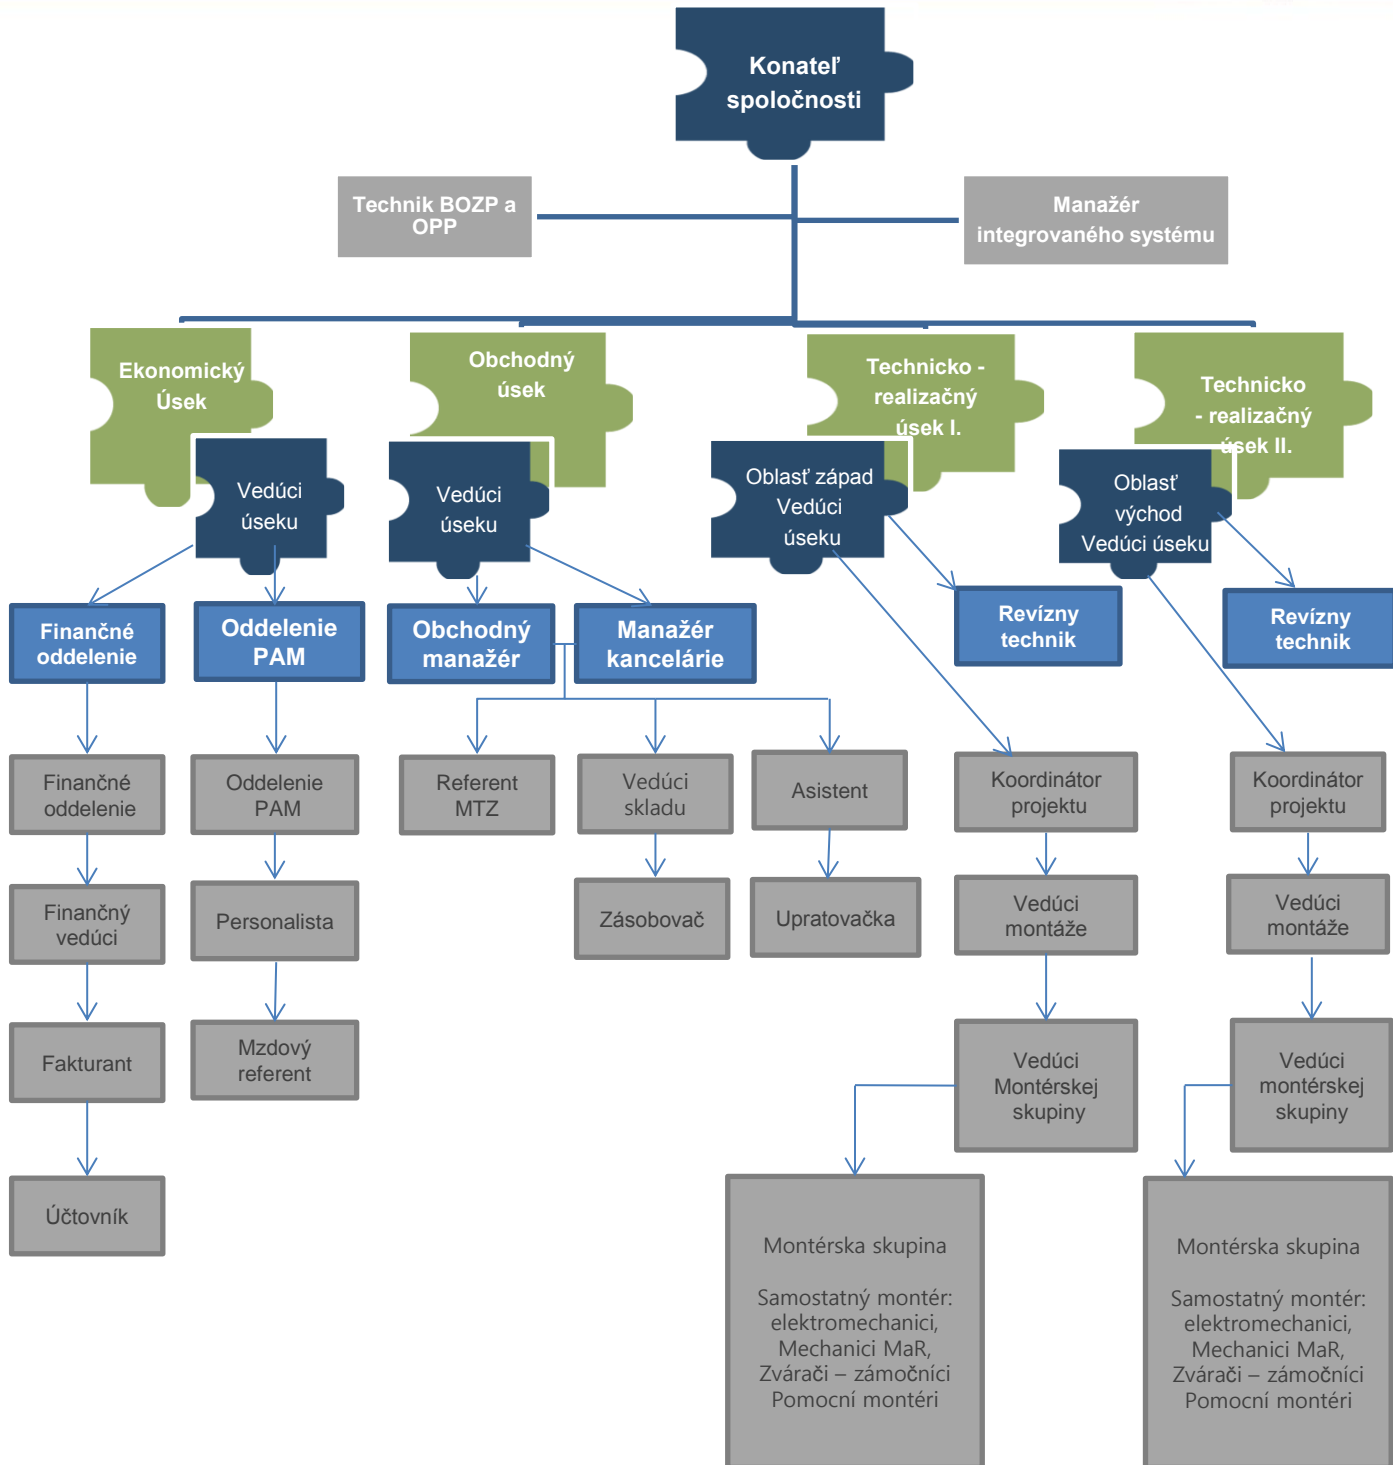 Konateľ
spoločnosti
Technik BOZP a
OPP
Manažér
integrovaného systému
Ekonomický
Úsek
Obchodný
úsek
Technicko -
realizačný
úsek I.
Technicko
- realizačný
úsek II.
Vedúci
úseku
Vedúci
úseku
Oblasť západ
Vedúci
úseku
Oblasť
východ
Vedúci úseku
Finančné
oddelenie
Oddelenie
PAM
Obchodný
manažér
Manažér
kancelárie
Revízny
technik
Revízny
technik
Finančné
oddelenie
Oddelenie
PAM
Referent
MTZ
Vedúci
skladu
Asistent
Koordinátor
projektu
Koordinátor
projektu
Finančný
vedúci
Personalista
Zásobovač
Upratovačka
Vedúci
montáže
Vedúci
montáže
Fakturant
Mzdový
referent
Vedúci
Montérskej
skupiny
Vedúci
montérskej
skupiny
Účtovník
Montérska skupina
Samostatný montér:
elektromechanici,
Mechanici MaR,
Zvárači – zámočníci
Pomocní montéri
Montérska skupina
Samostatný montér:
elektromechanici,
Mechanici MaR,
Zvárači – zámočníci
Pomocní montéri